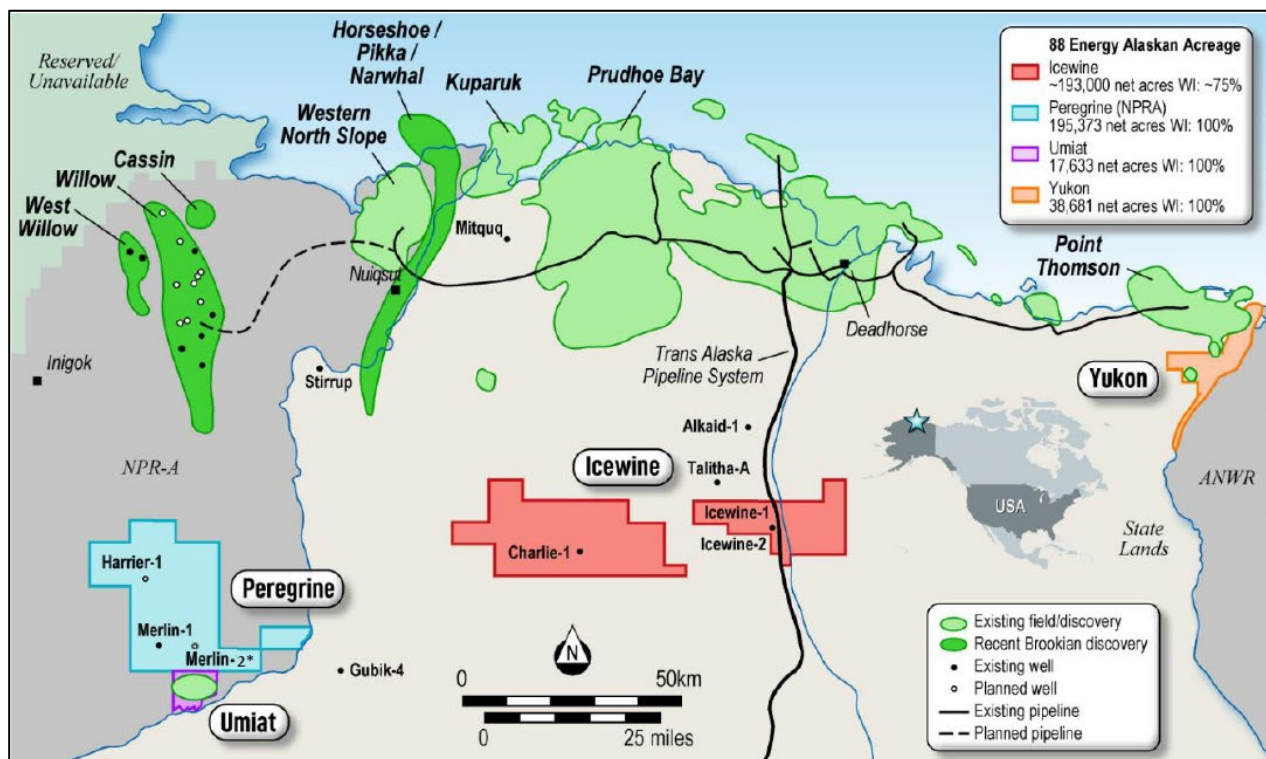 Reserved/
Unavailable
Horseshoe /
Pikka /
Narwhal
Kuparuk
Prudhoe Bay
Western
North Slope
Cassin
Willow
West
Willow
Mitquq
Nuiqsut
Inigok
Stirrup
Deadhorse
Trans Alaska
Pipeline System
Point
Thomson
Yukon
88 Energy Alaskan Acreage
Icewine
~193,000 net acres WI: ~75%
Peregrine (NPRA)
195,373 net acres WI: 100%
Umiat
17,633 net acres WI: 100%
Yukon
38,681 net acres WI: 100%
Alkaid-1
Talitha-A
Icewine
Icewine-1
Icewine-2
Charlie-1
NPR-A
ANWR
USA
State
Lands
Harrier-1
Peregrine
Merlin-1
Merlin-2*
Gubik-4
Umiat
N
0 50km
0 25 miles
Existing field/discovery
Recent Brookian discovery
Existing well
Planned well
Existing pipeline
Planned pipeline